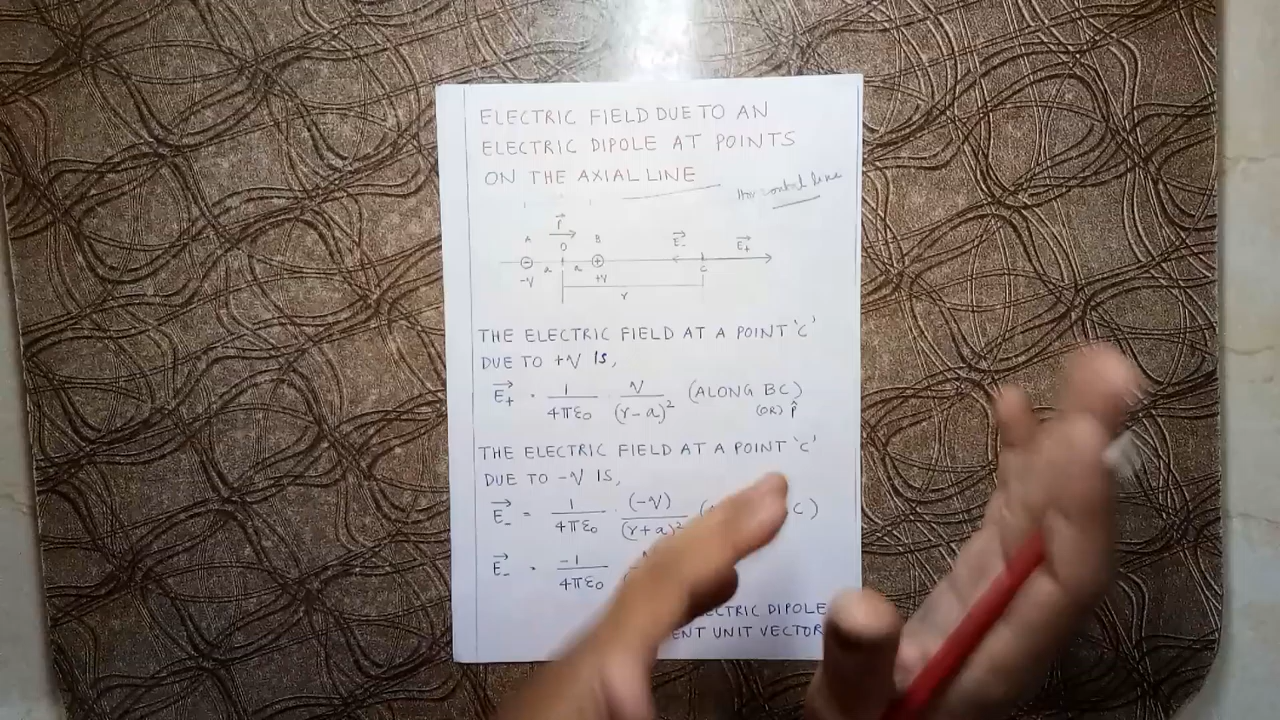 ELECTRIC FIELD DUE TO AN
ELECTRIC DIPOLE AT POINTS
ON THE AXIAL LINE
Horizontal line
p⃗
A O B E⃗₋ E⃗₊
⊖ a a ⊕ C
-q +q
r
THE ELECTRIC FIELD AT A POINT 'C'
DUE TO +q IS,
E⃗₊ = 1/4πε₀ · q/(r-a)² (ALONG BC)
(OR) p̂
THE ELECTRIC FIELD AT A POINT 'C'
DUE TO -q IS,
E⃗₋ = 1/4πε₀ · (-q)/(r+a)² ( C)
E⃗₋ = -1/4πε₀
DIPOLE
UNIT VECTOR